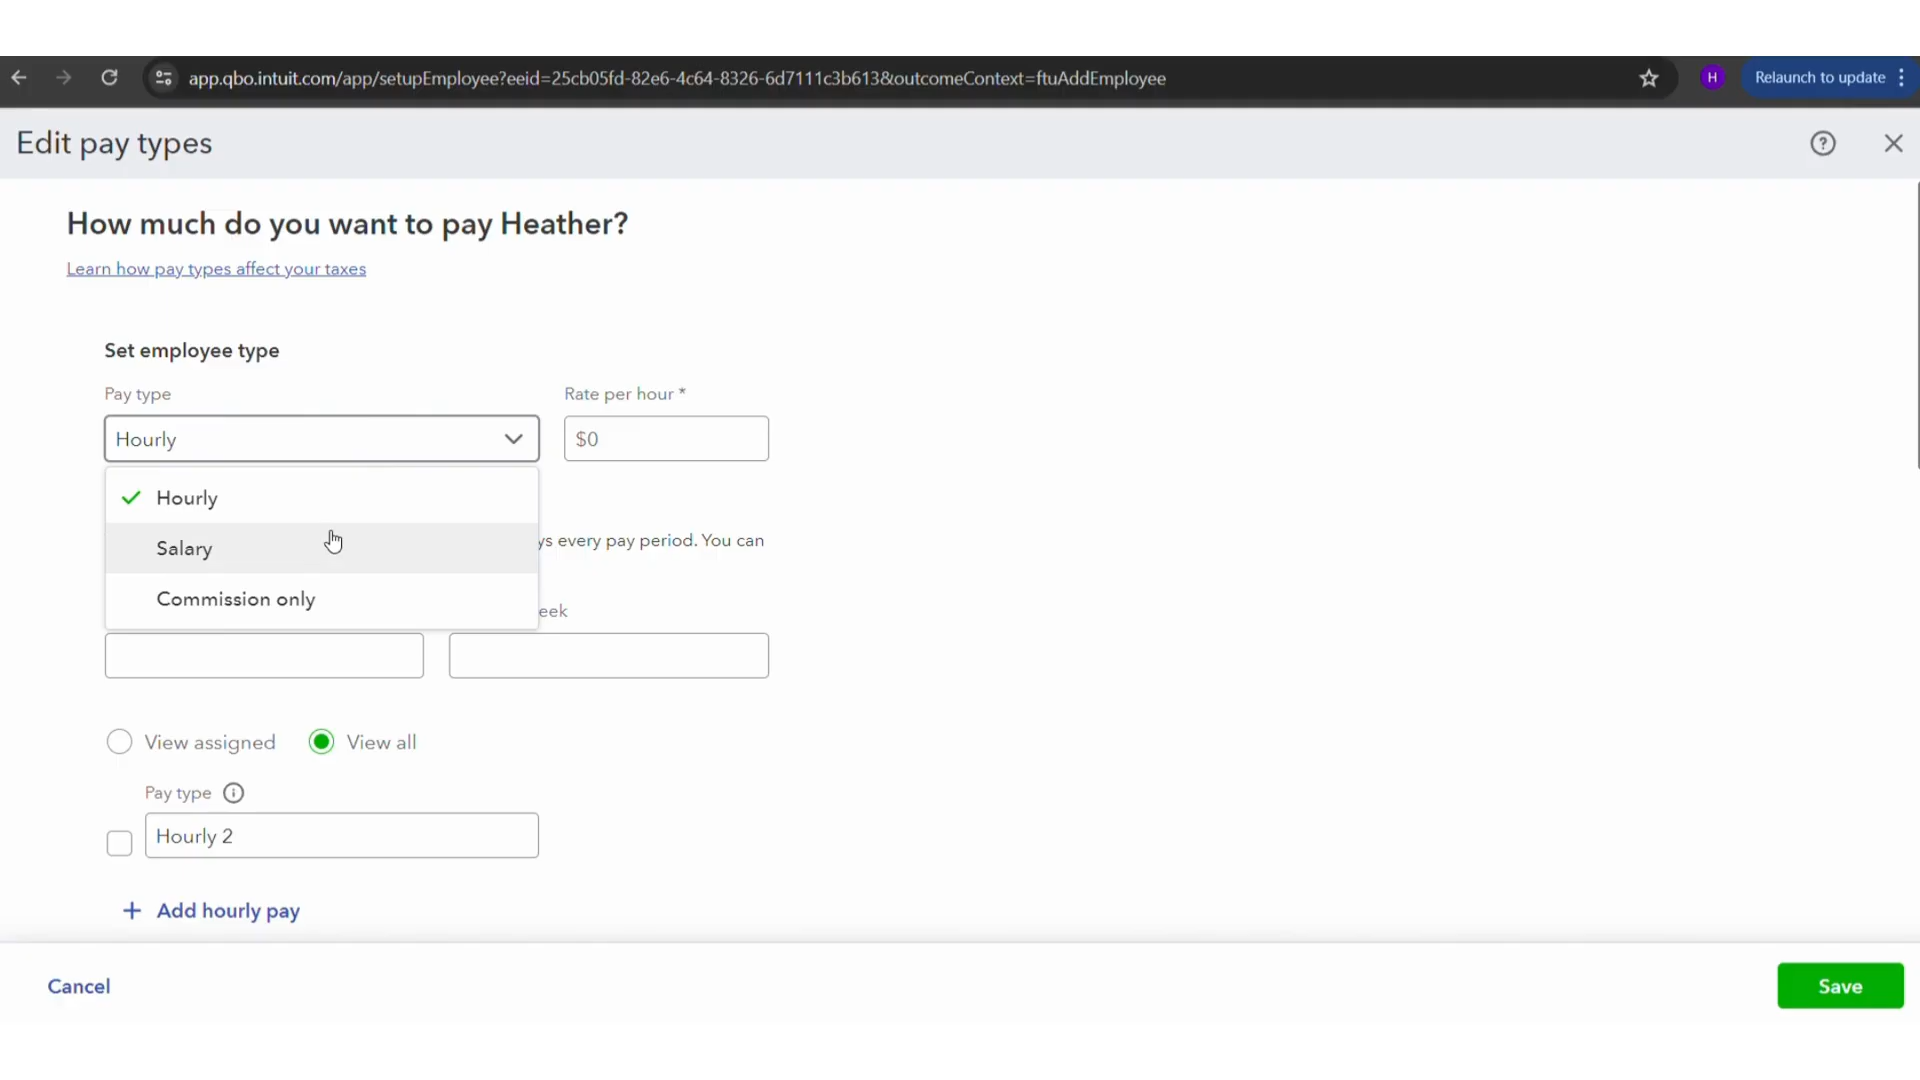 app.qbo.intuit.com/app/setupEmployee?eeid=25cb05fd-82e6-4c64-8326-6d7111c3b613&outcomeContext=ftuAddEmployee
H
Relaunch to update
Edit pay types
How much do you want to pay Heather?
Learn how pay types affect your taxes
Set employee type
Pay type
Rate per hour *
Hourly
$0
Hourly
Salary
every pay period. You can
Commission only
View assigned
View all
Pay type
Hourly 2
+ Add hourly pay
Cancel
Save